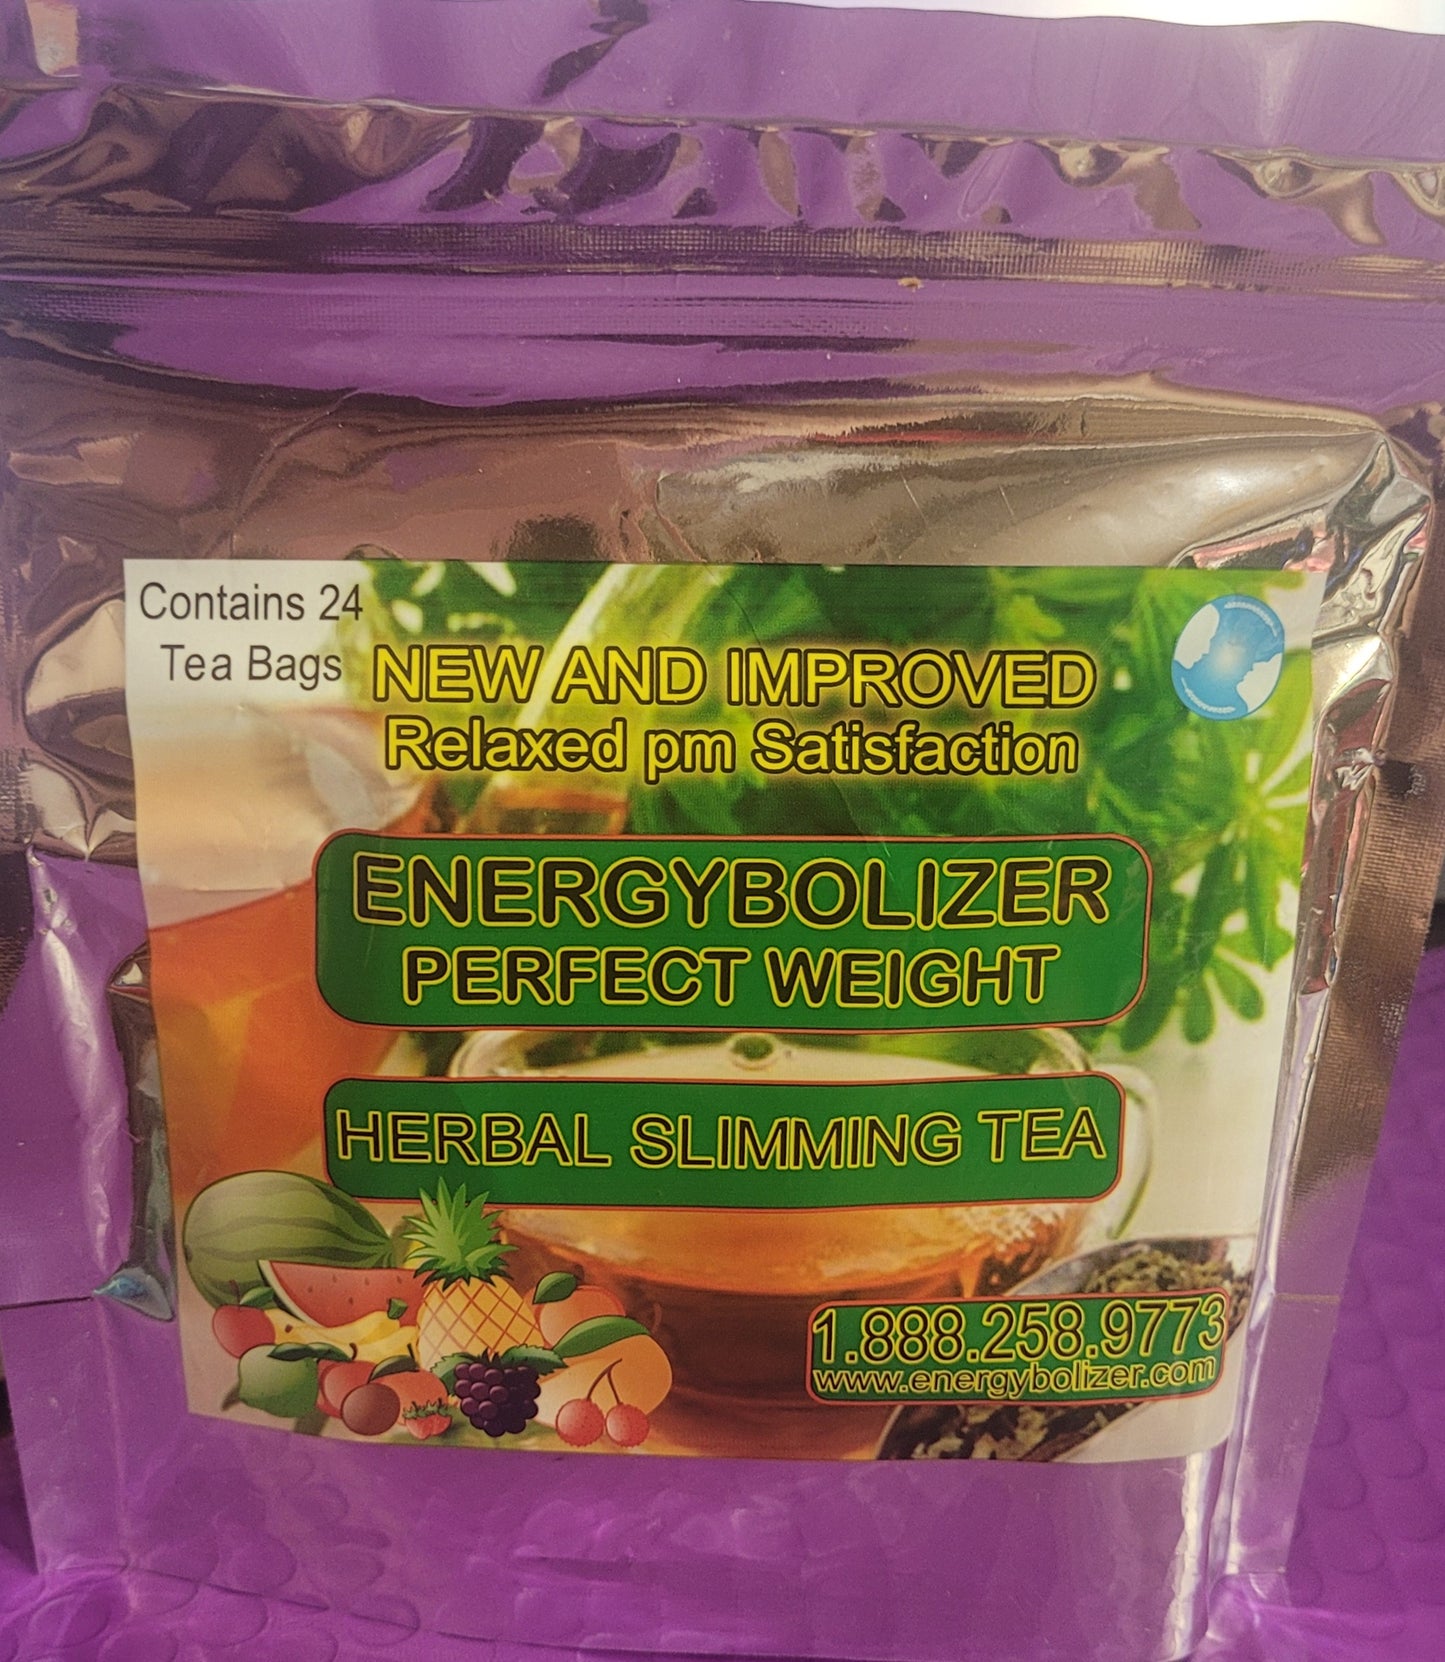 Contains 24
Tea Bags
NEW AND IMPROVED
Relaxed pm Satisfaction
ENERGYBOLIZER
PERFECT WEIGHT
HERBAL SLIMMING TEA
1.888.258.9773
www.energybolizer.com